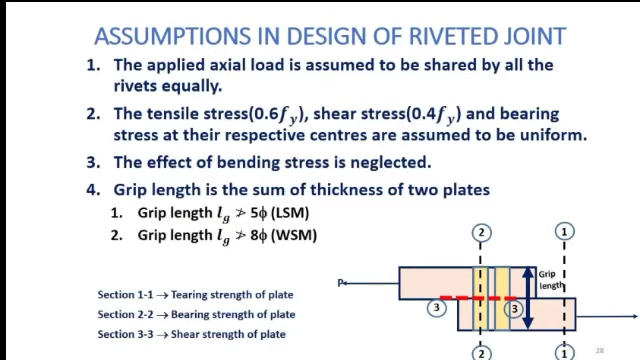 ASSUMPTIONS IN DESIGN OF RIVETED JOINT
1. The applied axial load is assumed to be shared by all the
rivets equally.
2. The tensile stress(0.6f_y), shear stress(0.4f_y) and bearing
stress at their respective centres are assumed to be uniform.
3. The effect of bending stress is neglected.
4. Grip length is the sum of thickness of two plates
1. Grip length l_g ≯ 5ϕ (LSM)
2. Grip length l_g ≯ 8ϕ (WSM)
2
1
Grip
length
P
3
3
Section 1-1 → Tearing strength of plate
Section 2-2 → Bearing strength of plate
Section 3-3 → Shear strength of plate
2
1
28